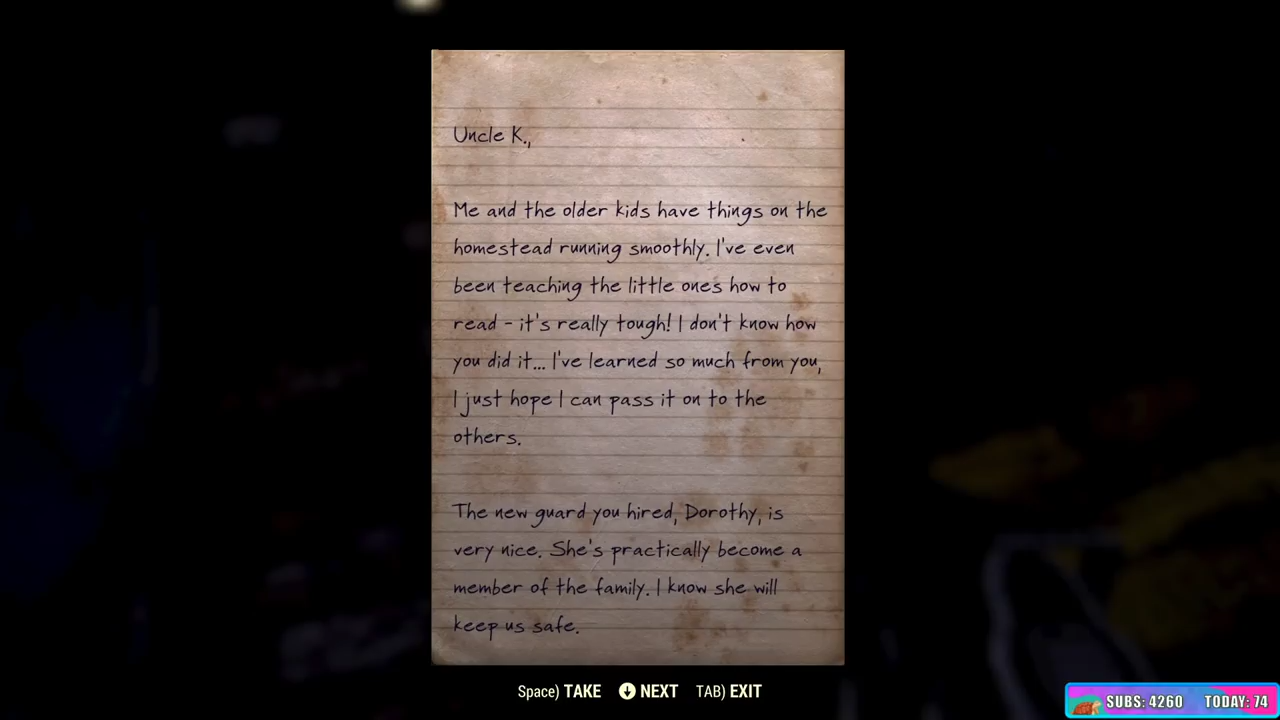 Uncle K.,
Me and the older kids have things on the
homestead running smoothly. I've even
been teaching the little ones how to
read - it's really tough! I don't know how
you did it... I've learned so much from you,
I just hope I can pass it on to the
others.
The new guard you hired, Dorothy, is
very nice. She's practically become a
member of the family. I know she will
keep us safe.
Space) TAKE NEXT TAB) EXIT
SUBS: 4260 TODAY: 74